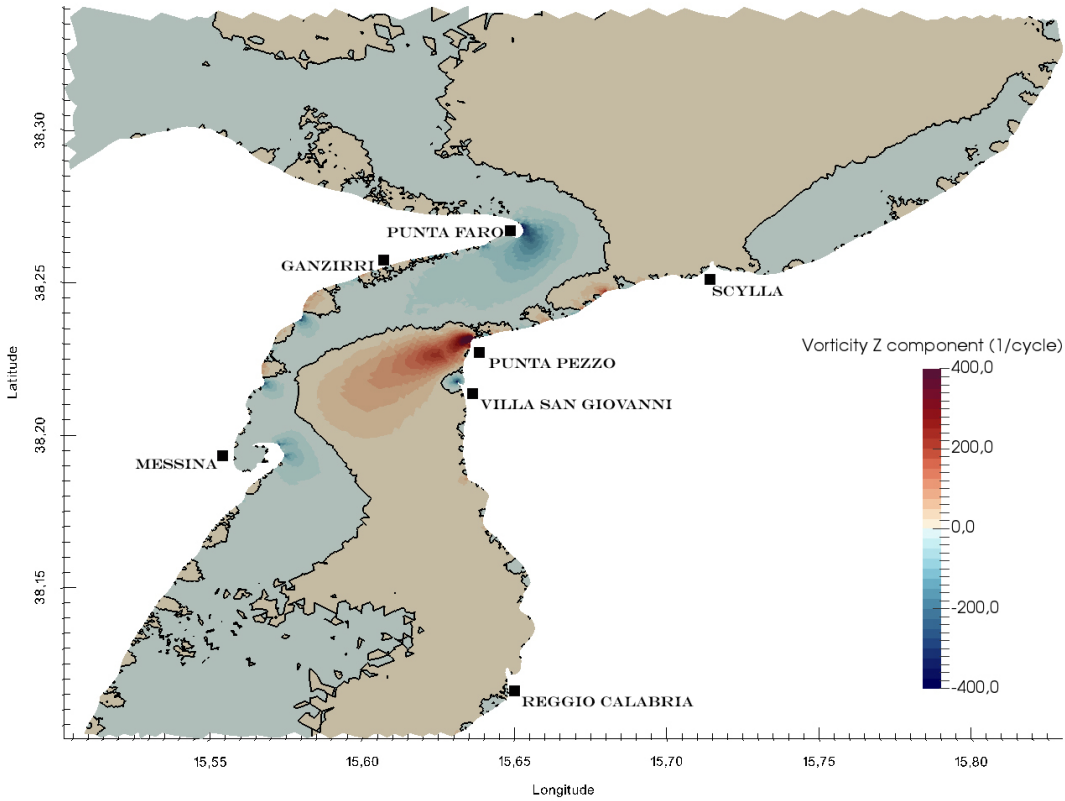 38,30
PUNTA FARO
GANZIRRI
38,25
SCYLLA
Vorticity Z component (1/cycle)
400,0
PUNTA PEZZO
Latitude
VILLA SAN GIOVANNI
38,20
200,0
MESSINA
0,0
38,15
-200,0
-400,0
REGGIO CALABRIA
15,55
15,60
15,65
15,70
15,75
15,80
Longitude